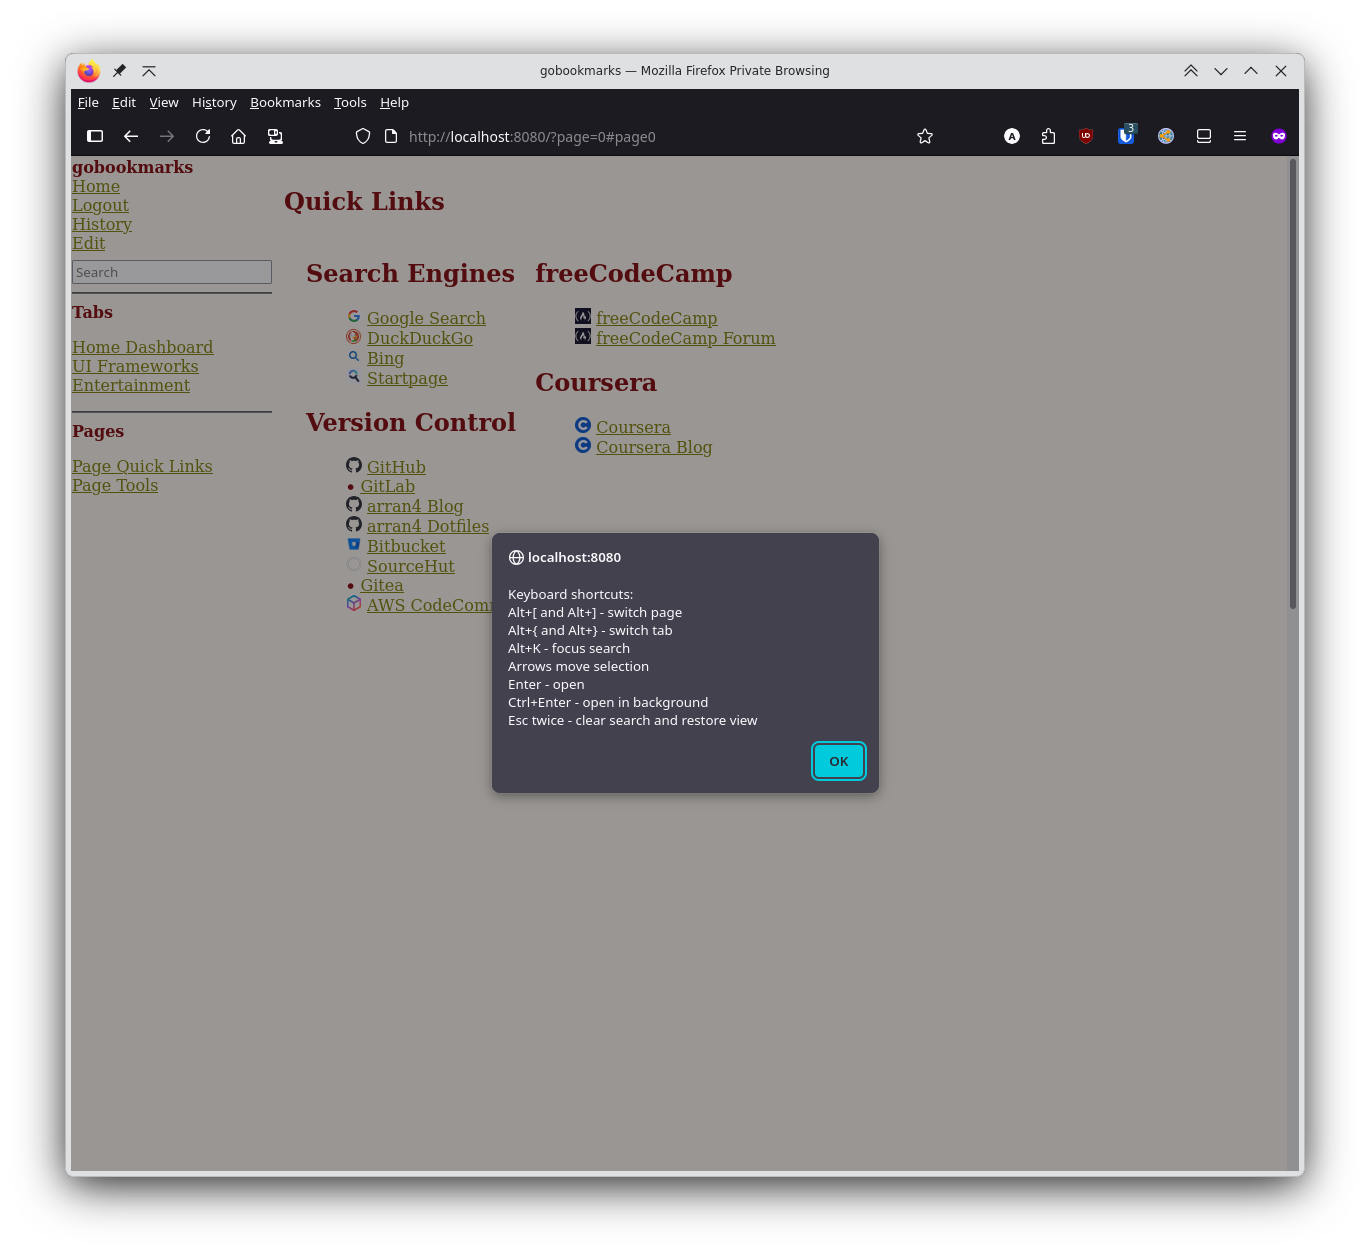 gobookmarks — Mozilla Firefox Private Browsing
File Edit View History Bookmarks Tools Help
http://localhost:8080/?page=0#page0
A
UD
3
gobookmarks
Home
Logout
History
Edit
Search
Tabs
Home Dashboard
UI Frameworks
Entertainment
Pages
Page Quick Links
Page Tools
Quick Links
Search Engines
Google Search
DuckDuckGo
Bing
Startpage
Version Control
GitHub
GitLab
arran4 Blog
arran4 Dotfiles
Bitbucket
SourceHut
Gitea
AWS CodeCom
freeCodeCamp
freeCodeCamp
freeCodeCamp Forum
Coursera
Coursera
Coursera Blog
localhost:8080
Keyboard shortcuts:
Alt+[ and Alt+] - switch page
Alt+{ and Alt+} - switch tab
Alt+K - focus search
Arrows move selection
Enter - open
Ctrl+Enter - open in background
Esc twice - clear search and restore view
OK